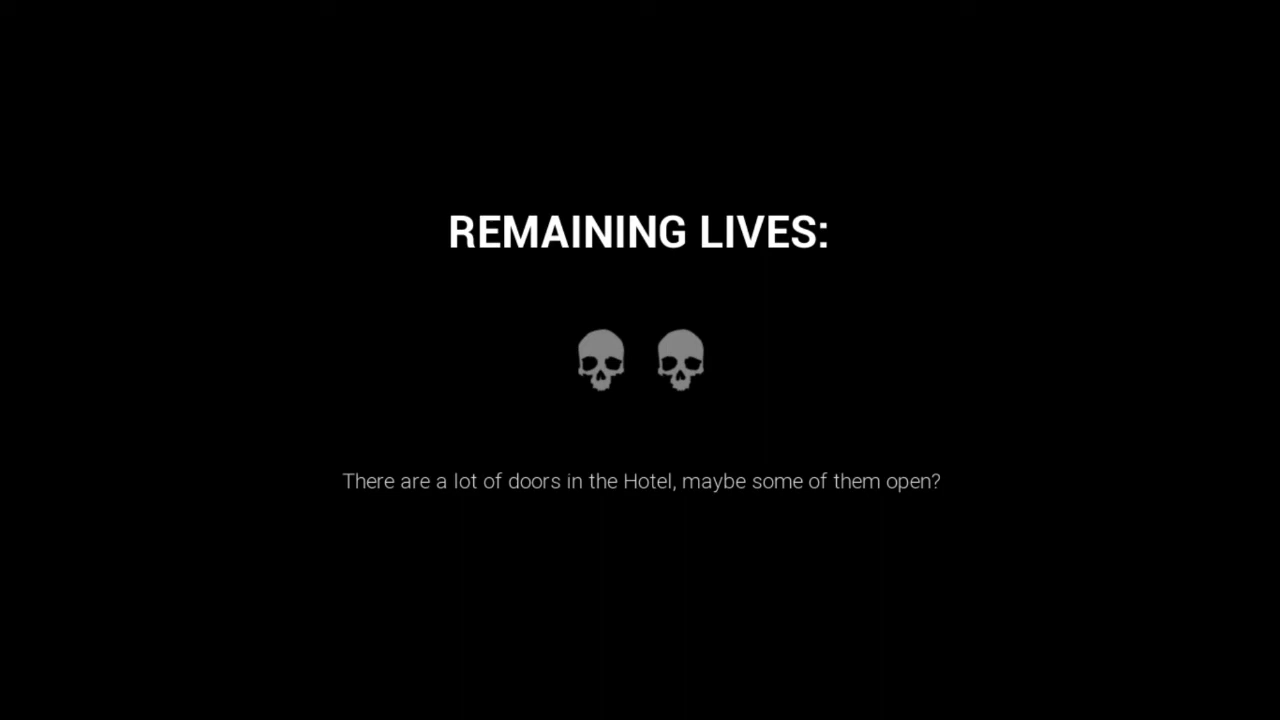 REMAINING LIVES:
There are a lot of doors in the Hotel, maybe some of them open?